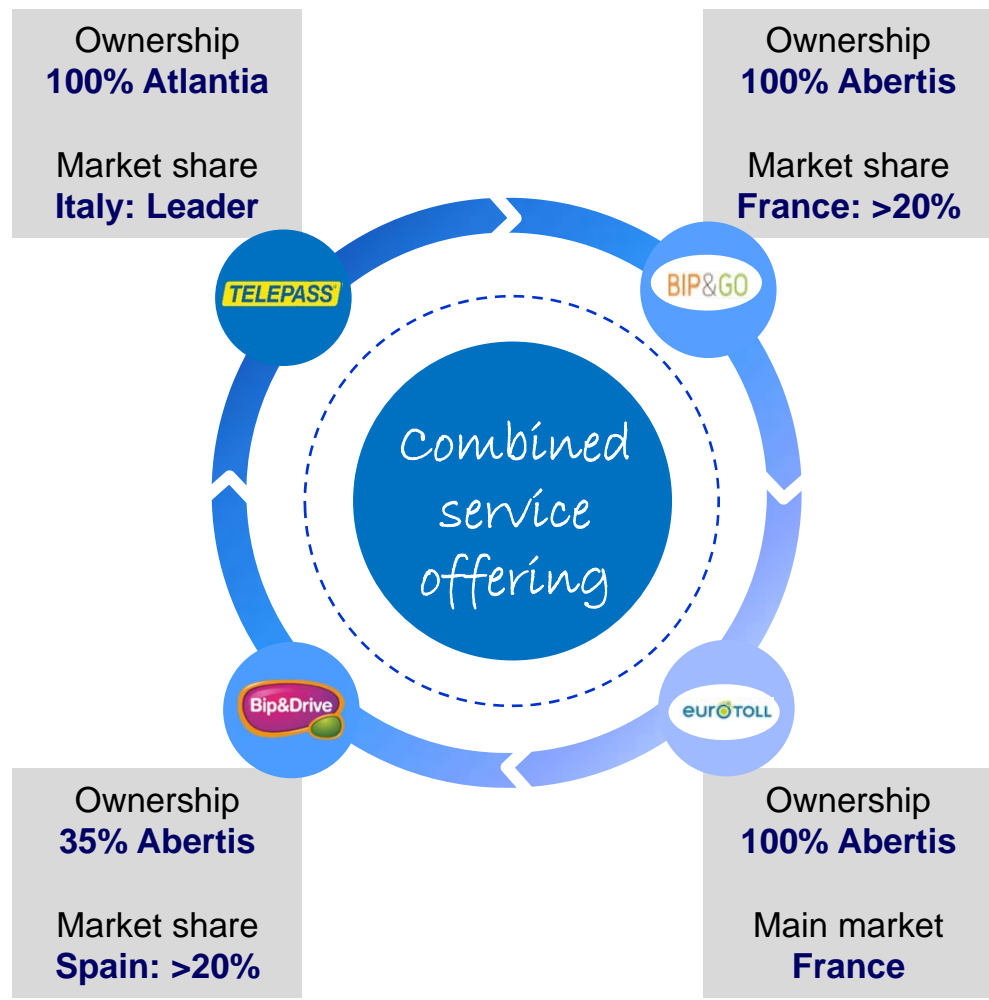 Ownership
100% Atlantia
Market share
Italy: Leader
Ownership
100% Abertis
Market share
France: >20%
TELEPASS
BIP&GO
Combined
service
offering
Bip&Drive
eurOTOLL
Ownership
35% Abertis
Market share
Spain: >20%
Ownership
100% Abertis
Main market
France